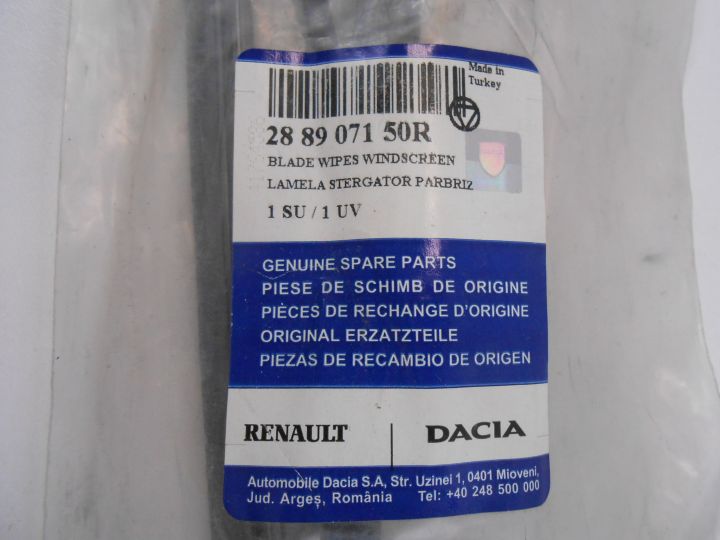 Made in
Turkey
28 89 071 50R
BLADE WIPES WINDSCREEN
LAMELA STERGATOR PARBRIZ
1 SU / 1 UV
GENUINE SPARE PARTS
PIESE DE SCHIMB DE ORIGINE
PIÈCES DE RECHANGE D'ORIGINE
ORIGINAL ERZATZTEILE
PIEZAS DE RECAMBIO DE ORIGEN
RENAULT | DACIA
Automobile Dacia S.A, Str. Uzinei 1, 0401 Mioveni,
Jud. Argeş, România Tel: +40 248 500 000